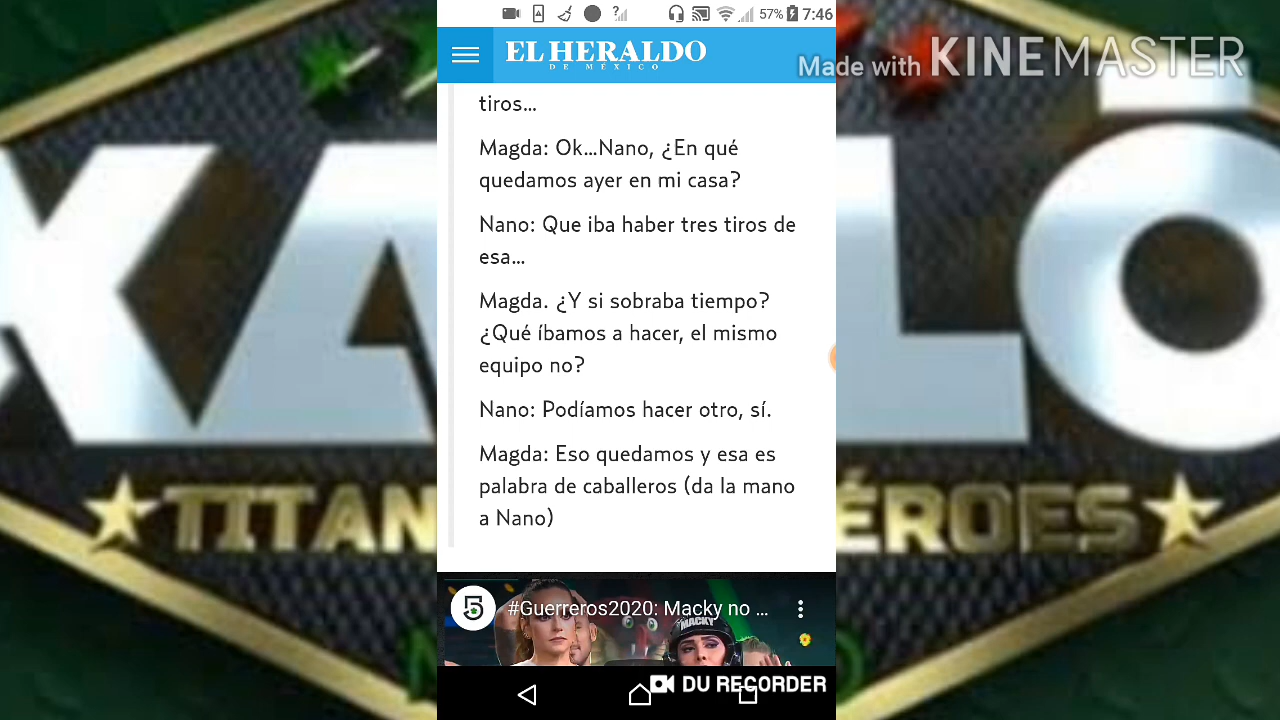 57% 7:46
EL HERALDO
DE MÉXICO
Made with KINEMASTER
tiros...
Magda: Ok...Nano, ¿En qué
quedamos ayer en mi casa?
Nano: Que iba haber tres tiros de
esa...
Magda. ¿Y si sobraba tiempo?
¿Qué íbamos a hacer, el mismo
equipo no?
Nano: Podíamos hacer otro, sí.
Magda: Eso quedamos y esa es
palabra de caballeros (da la mano
a Nano)
XA LÓ
TITAN ÉROES
5 #Guerreros2020: Macky no ...
MACKY
DU RECORDER